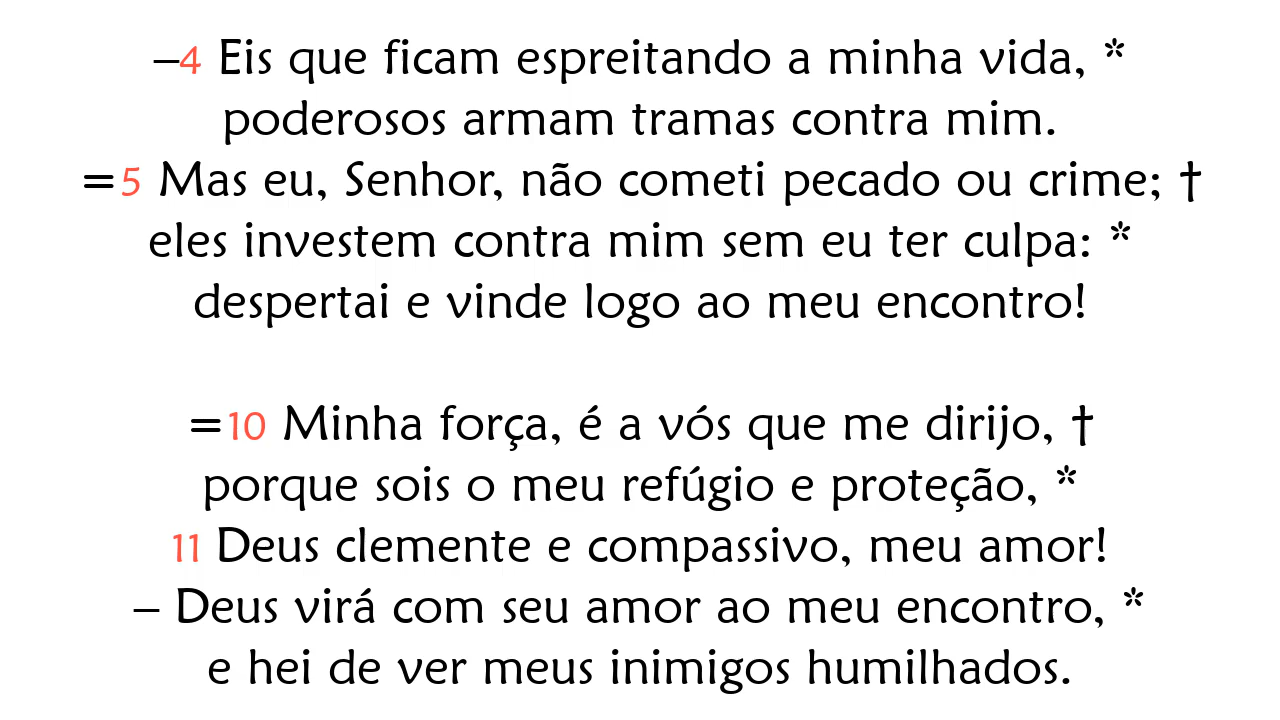 –4 Eis que ficam espreitando a minha vida, *
poderosos armam tramas contra mim.
=5 Mas eu, Senhor, não cometi pecado ou crime; †
eles investem contra mim sem eu ter culpa: *
despertai e vinde logo ao meu encontro!
=10 Minha força, é a vós que me dirijo, †
porque sois o meu refúgio e proteção, *
11 Deus clemente e compassivo, meu amor!
– Deus virá com seu amor ao meu encontro, *
e hei de ver meus inimigos humilhados.